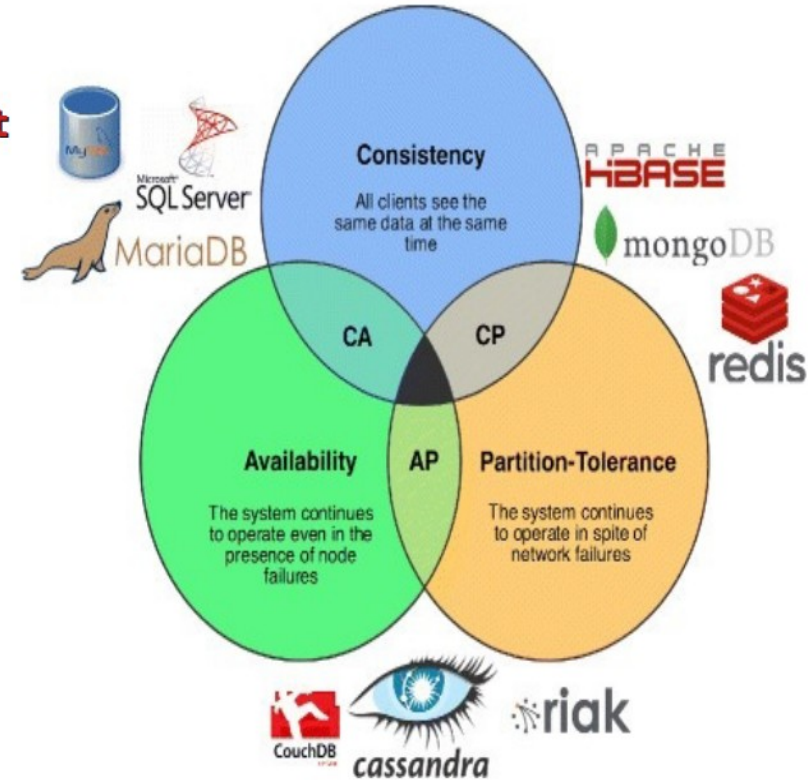 t
MySQL
Microsoft
SQL Server
MariaDB
Consistency
All clients see the
same data at the same
time
APACHE
HBASE
mongoDB
redis
CA
CP
Availability
AP
Partition-Tolerance
The system continues
to operate even in the
presence of node
failures
The system continues
to operate in spite of
network failures
CouchDB
cassandra
riak